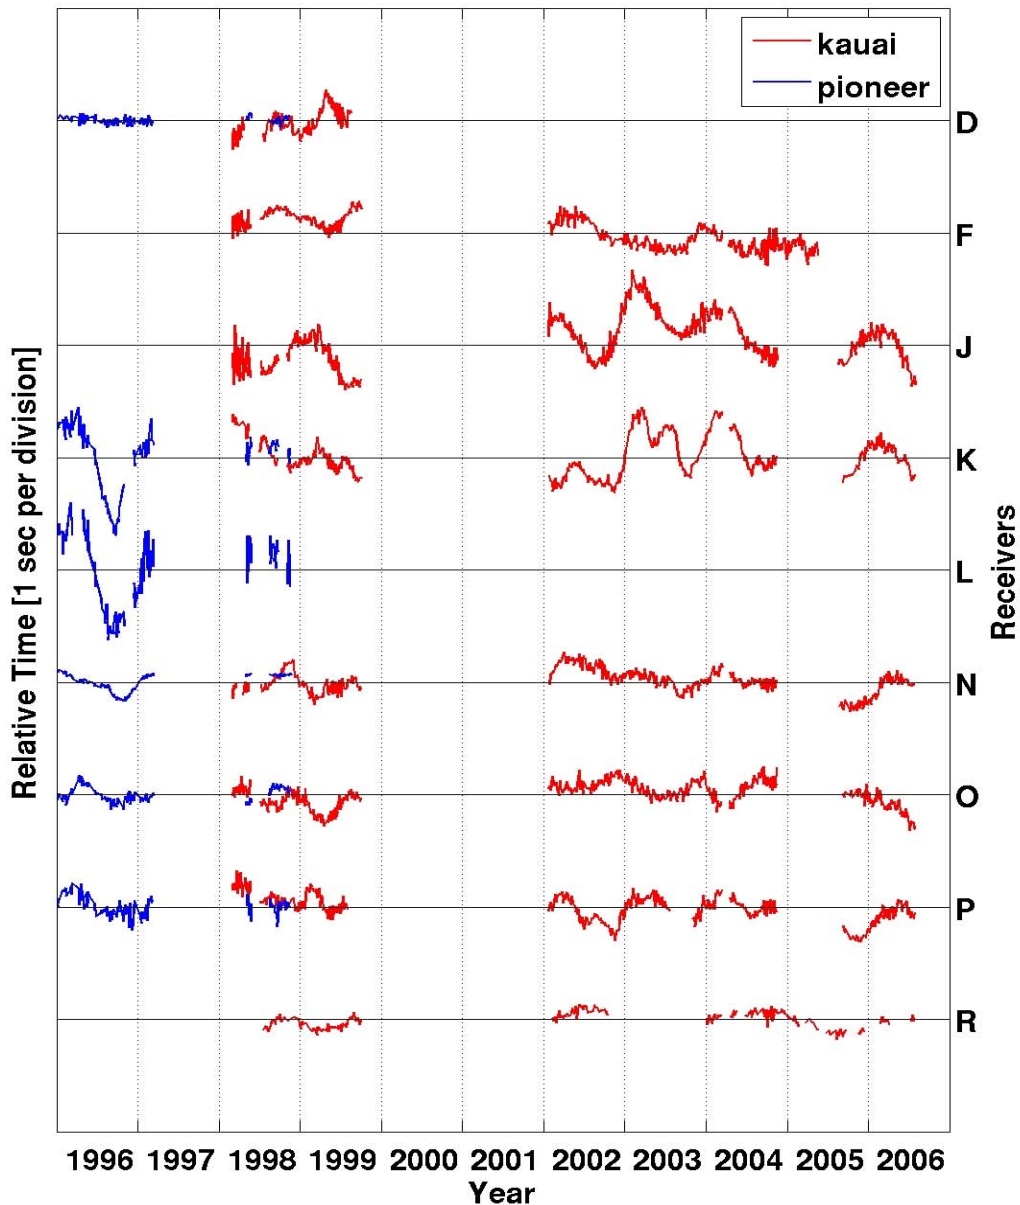 kauai
pioneer
D
F
J
K
L
N
O
P
R
Relative Time [1 sec per division]
Receivers
1996 1997 1998 1999 2000 2001 2002 2003 2004 2005 2006
Year